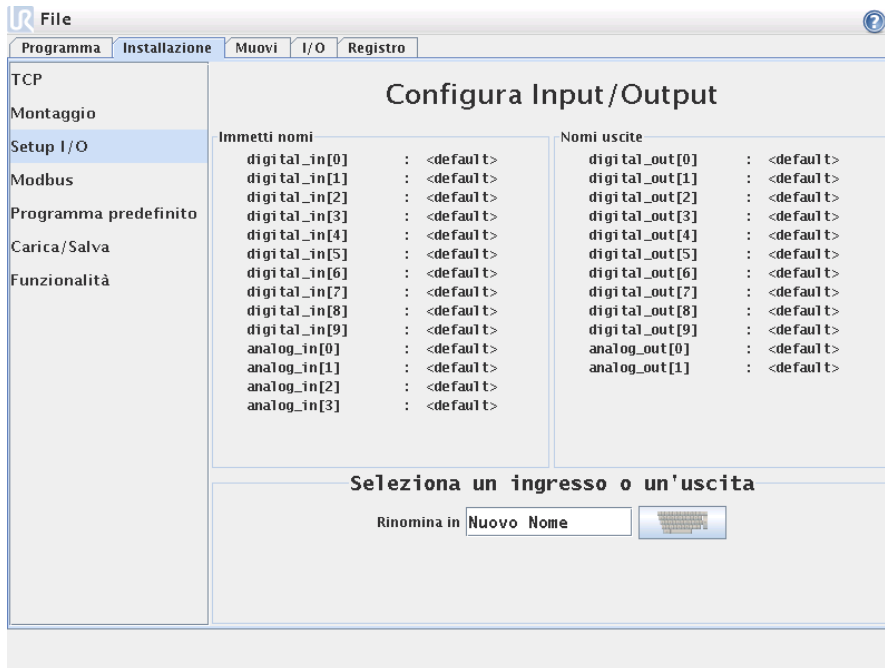 UR File
Programma Installazione Muovi I/O Registro
TCP
Montaggio
Setup I/O
Modbus
Programma predefinito
Carica/Salva
Funzionalità
Configura Input/Output
Immetti nomi
digital_in[0] : <default>
digital_in[1] : <default>
digital_in[2] : <default>
digital_in[3] : <default>
digital_in[4] : <default>
digital_in[5] : <default>
digital_in[6] : <default>
digital_in[7] : <default>
digital_in[8] : <default>
digital_in[9] : <default>
analog_in[0] : <default>
analog_in[1] : <default>
analog_in[2] : <default>
analog_in[3] : <default>
Nomi uscite
digital_out[0] : <default>
digital_out[1] : <default>
digital_out[2] : <default>
digital_out[3] : <default>
digital_out[4] : <default>
digital_out[5] : <default>
digital_out[6] : <default>
digital_out[7] : <default>
digital_out[8] : <default>
digital_out[9] : <default>
analog_out[0] : <default>
analog_out[1] : <default>
Seleziona un ingresso o un'uscita
Rinomina in Nuovo Nome